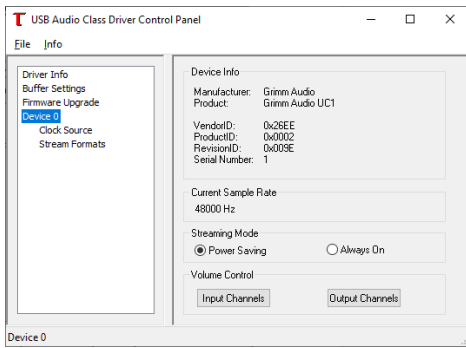 USB Audio Class Driver Control Panel
File Info
Driver Info
Buffer Settings
Firmware Upgrade
Device 0
Clock Source
Stream Formats
Device Info
Manufacturer: Grimm Audio
Product: Grimm Audio UC1
VendorID: 0x26EE
ProductID: 0x0002
RevisionID: 0x009E
Serial Number: 1
Current Sample Rate
48000 Hz
Streaming Mode
Power Saving Always On
Volume Control
Input Channels Output Channels
Device 0